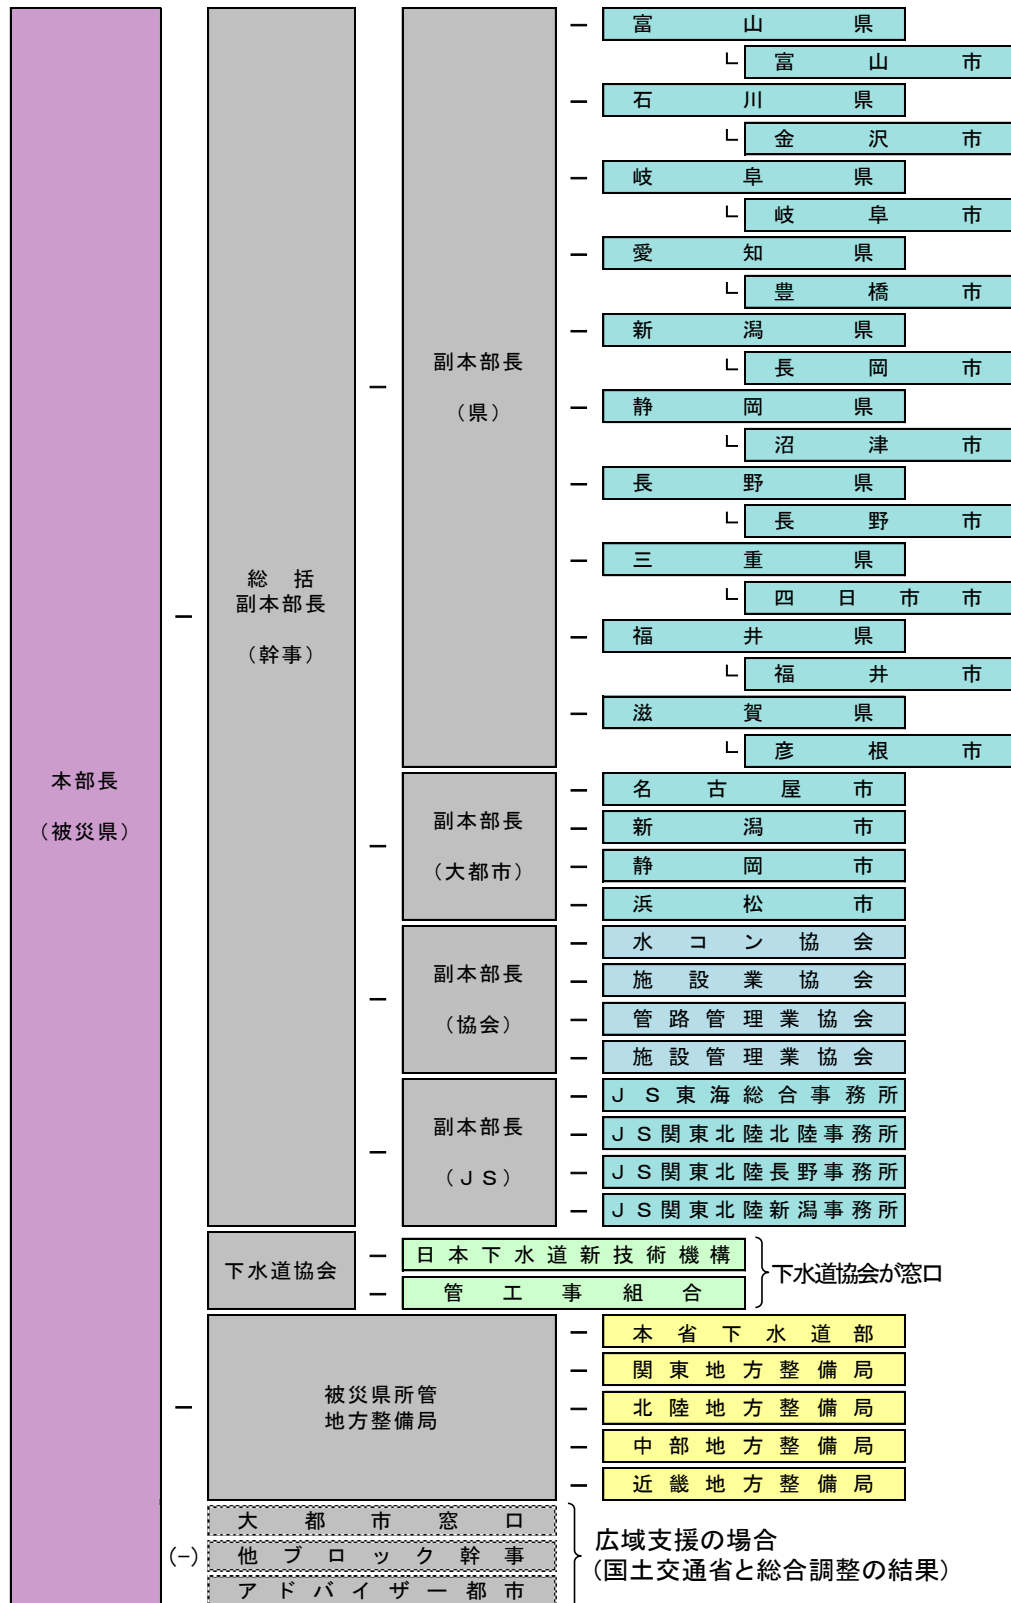 本部長
（被災県）
総括
副本部長
（幹事）
副本部長
（県）
富山県
富山市
石川県
金沢市
岐阜県
岐阜市
愛知県
豊橋市
新潟県
長岡市
静岡県
沼津市
長野県
長野市
三重県
四日市市
福井県
福井市
滋賀県
彦根市
副本部長
（大都市）
名古屋市
新潟市
静岡市
浜松市
副本部長
（協会）
水コン協会
施設業協会
管路管理業協会
施設管理業協会
副本部長
（ＪＳ）
ＪＳ東海総合事務所
ＪＳ関東北陸北陸事務所
ＪＳ関東北陸長野事務所
ＪＳ関東北陸新潟事務所
下水道協会
日本下水道新技術機構
管工事組合
下水道協会が窓口
被災県所管
地方整備局
本省下水道部
関東地方整備局
北陸地方整備局
中部地方整備局
近畿地方整備局
(−)
大都市窓口
他ブロック幹事
アドバイザー都市
広域支援の場合
(国土交通省と総合調整の結果)